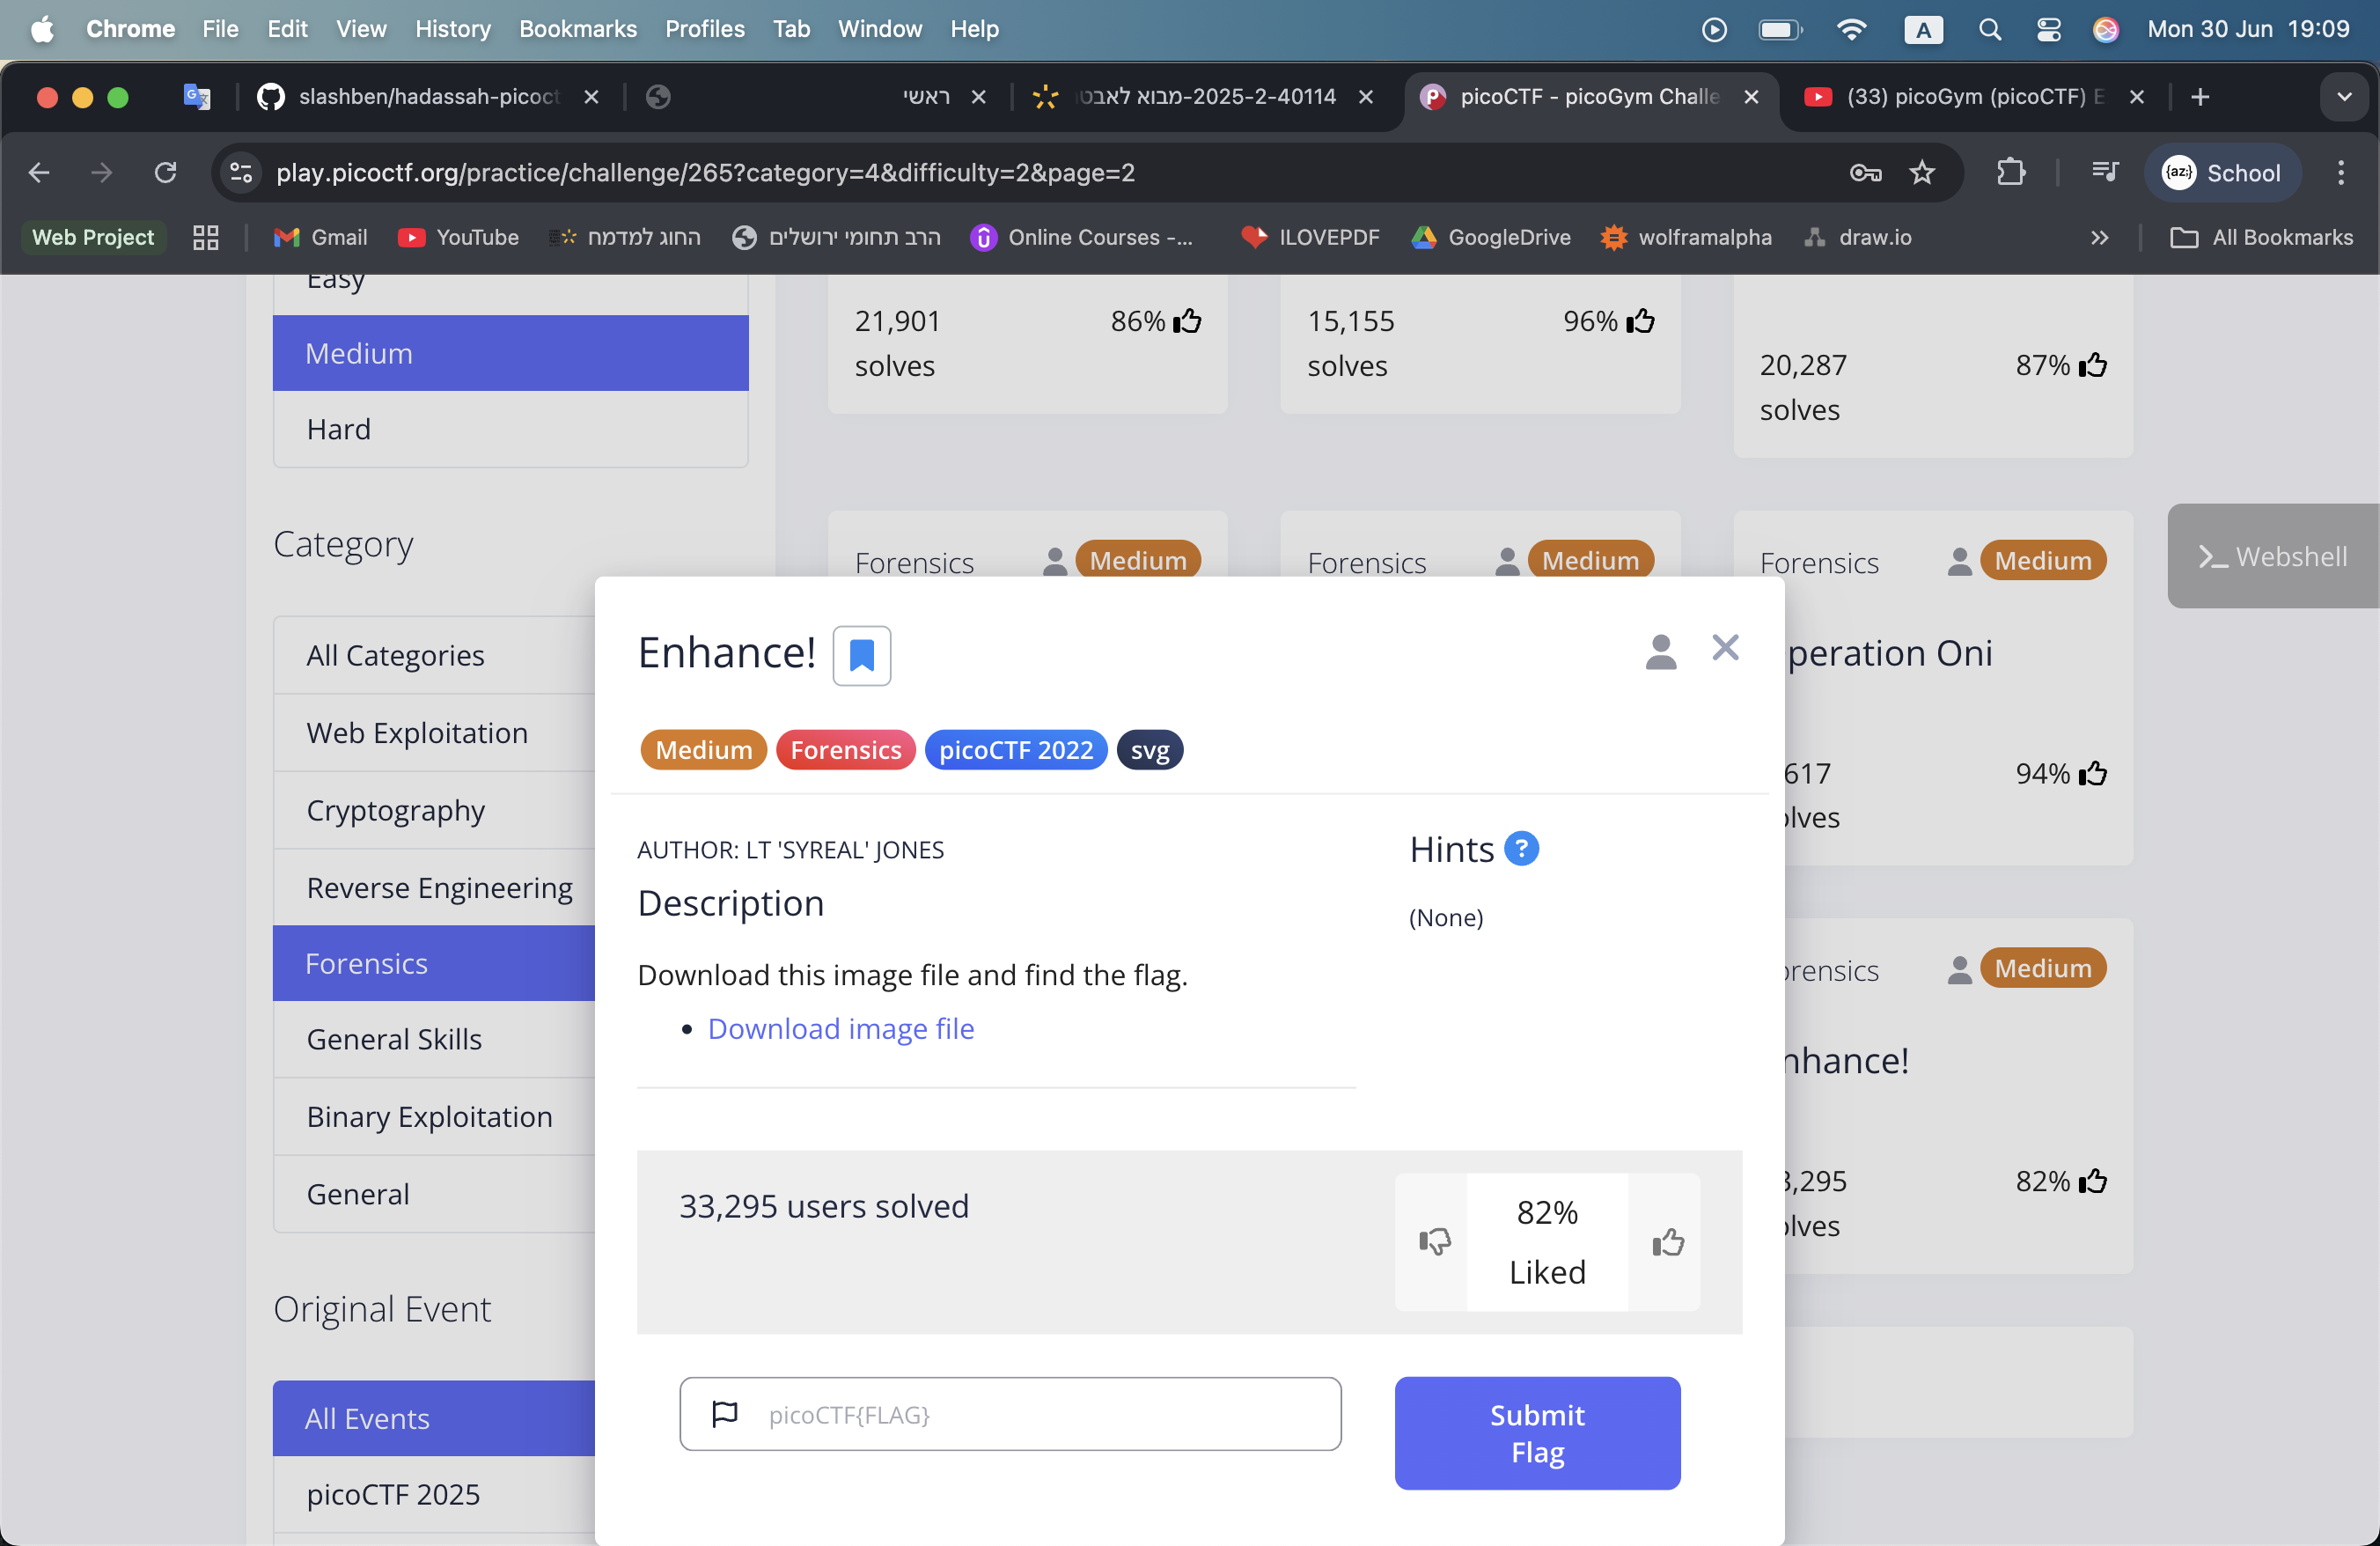 Chrome File Edit View History Bookmarks Profiles Tab Window Help A Mon 30 Jun 19:09
slashben/hadassah-picoct ראשי 40114-2-2025-מבוא לאבטו picoCTF - picoGym Challe (33) picoGym (picoCTF) E
play.picoctf.org/practice/challenge/265?category=4&difficulty=2&page=2 {az;} School
Web Project Gmail YouTube החוג למדמח הרב תחומי ירושלים Online Courses -... ILOVEPDF GoogleDrive wolframalpha draw.io All Bookmarks
Easy
Medium
Hard
21,901 solves 86%
15,155 solves 96%
20,287 solves 87%
Category
All Categories
Web Exploitation
Cryptography
Reverse Engineering
Forensics
General Skills
Binary Exploitation
General
Original Event
All Events
picoCTF 2025
Forensics Medium
Forensics Medium
Forensics Medium
peration Oni
617 94%
olves
orensics Medium
nhance!
3,295 82%
olves
Webshell
Enhance!
Medium Forensics picoCTF 2022 svg
AUTHOR: LT 'SYREAL' JONES
Description
Download this image file and find the flag.
• Download image file
Hints ?
(None)
33,295 users solved
82%
Liked
picoCTF{FLAG}
Submit
Flag